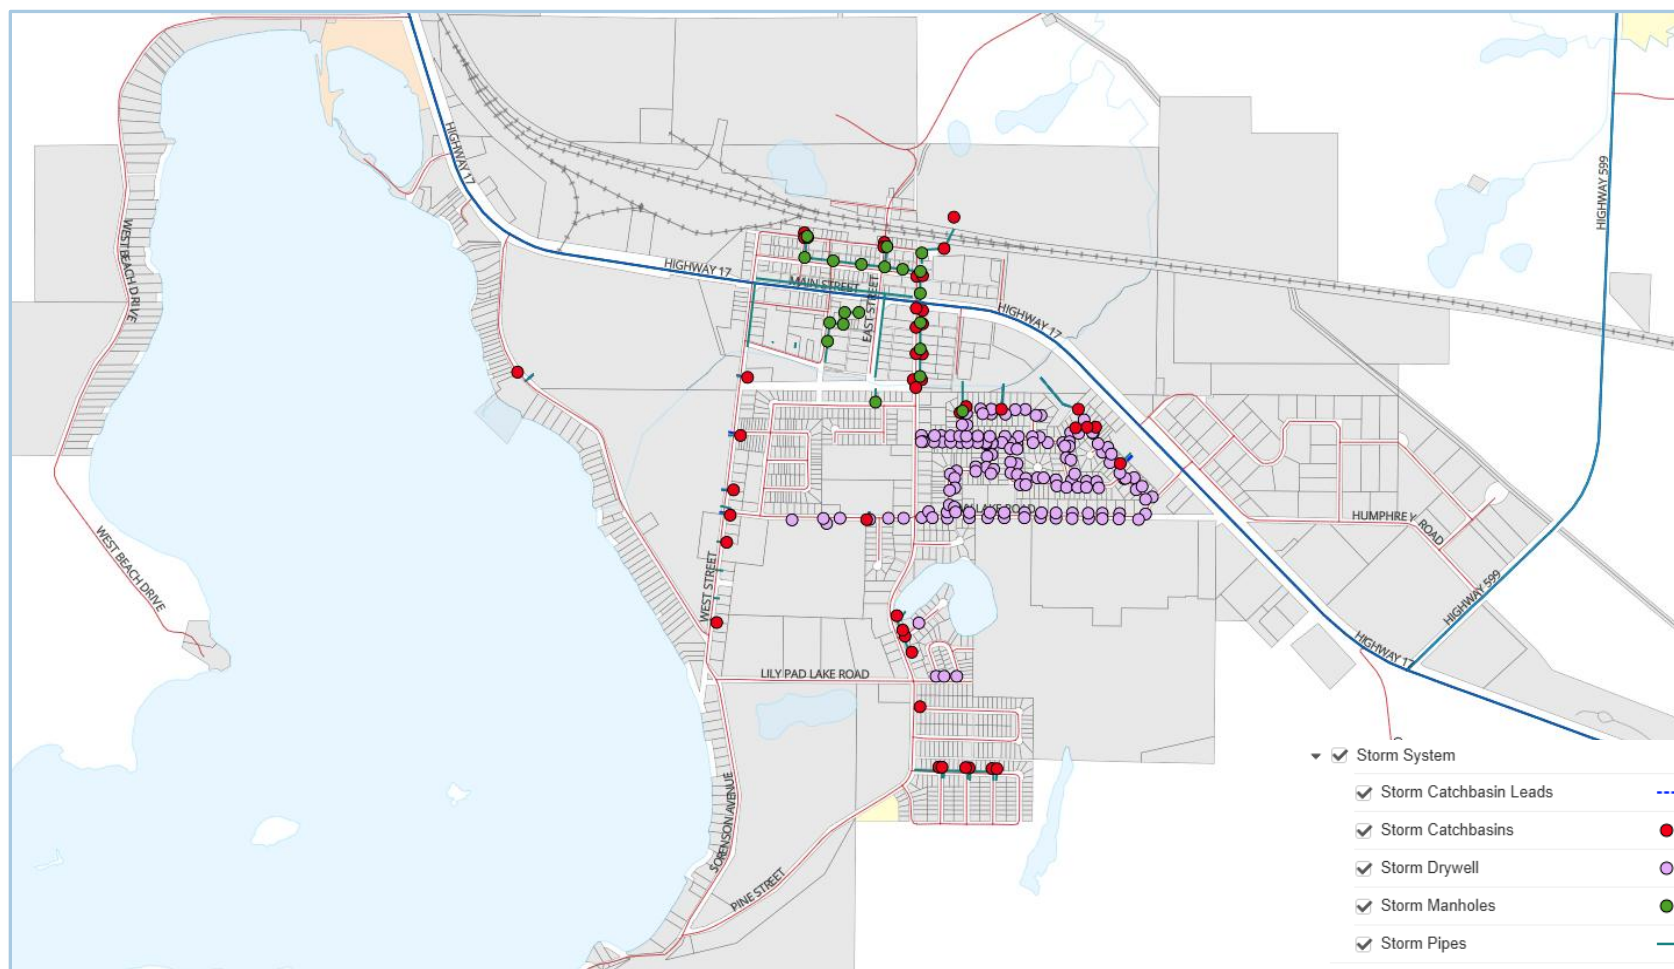 HIGHWAY 17
HIGHWAY 599
WEST BEACH DRIVE
HIGHWAY 17
MAIN STREET
EAST STREET
HIGHWAY 17
LAKE ROAD
HUMPHREY ROAD
WEST BEACH DRIVE
WEST STREET
HIGHWAY 599
HIGHWAY 17
LILY PAD LAKE ROAD
SORENSON AVENUE
PINE STREET
Storm System
Storm Catchbasin Leads
Storm Catchbasins
Storm Drywell
Storm Manholes
Storm Pipes